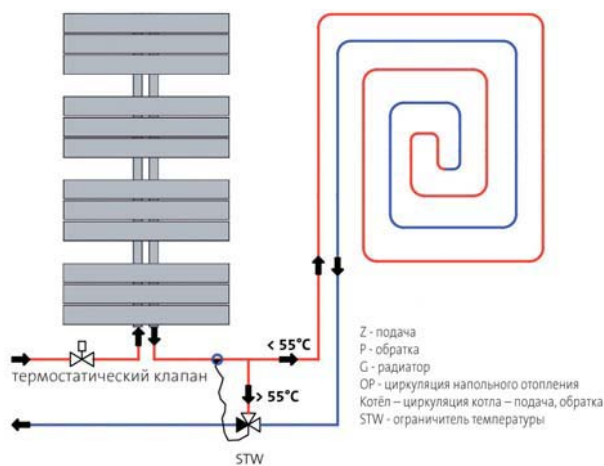 < 55°C
термостатический клапан
> 55°C
STW
Z - подача
P - обратка
G - радиатор
OP - циркуляция напольного отопления
Котёл – циркуляция котла – подача, обратка
STW - ограничитель температуры